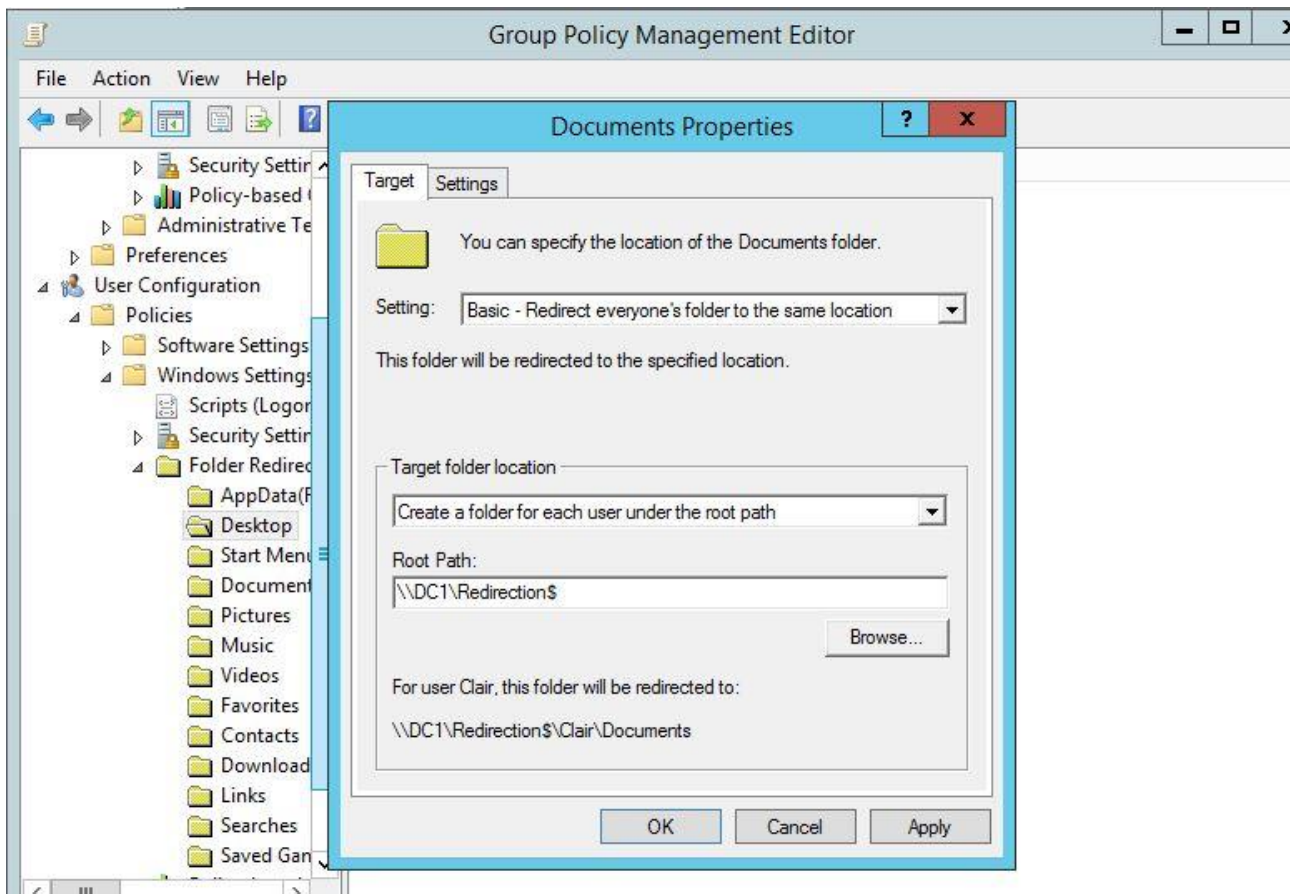 Group Policy Management Editor
File Action View Help
Documents Properties
? x
Security Settin
Policy-based
Administrative Te
Preferences
User Configuration
Policies
Software Settings
Windows Settings
Scripts (Logor
Security Settin
Folder Redirec
AppData(F
Desktop
Start Menu
Document
Pictures
Music
Videos
Favorites
Contacts
Download
Links
Searches
Saved Gan
Target Settings
You can specify the location of the Documents folder.
Setting: Basic - Redirect everyone's folder to the same location
This folder will be redirected to the specified location.
Target folder location
Create a folder for each user under the root path
Root Path:
\\DC1\Redirection$
Browse...
For user Clair, this folder will be redirected to:
\\DC1\Redirection$\Clair\Documents
OK Cancel Apply